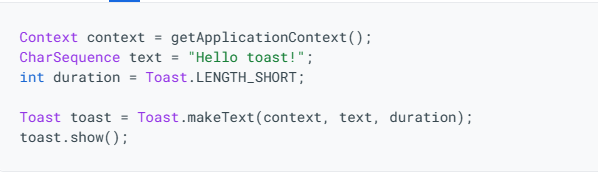 Context context = getApplicationContext();
CharSequence text = "Hello toast!";
int duration = Toast.LENGTH_SHORT;
Toast toast = Toast.makeText(context, text, duration);
toast.show();